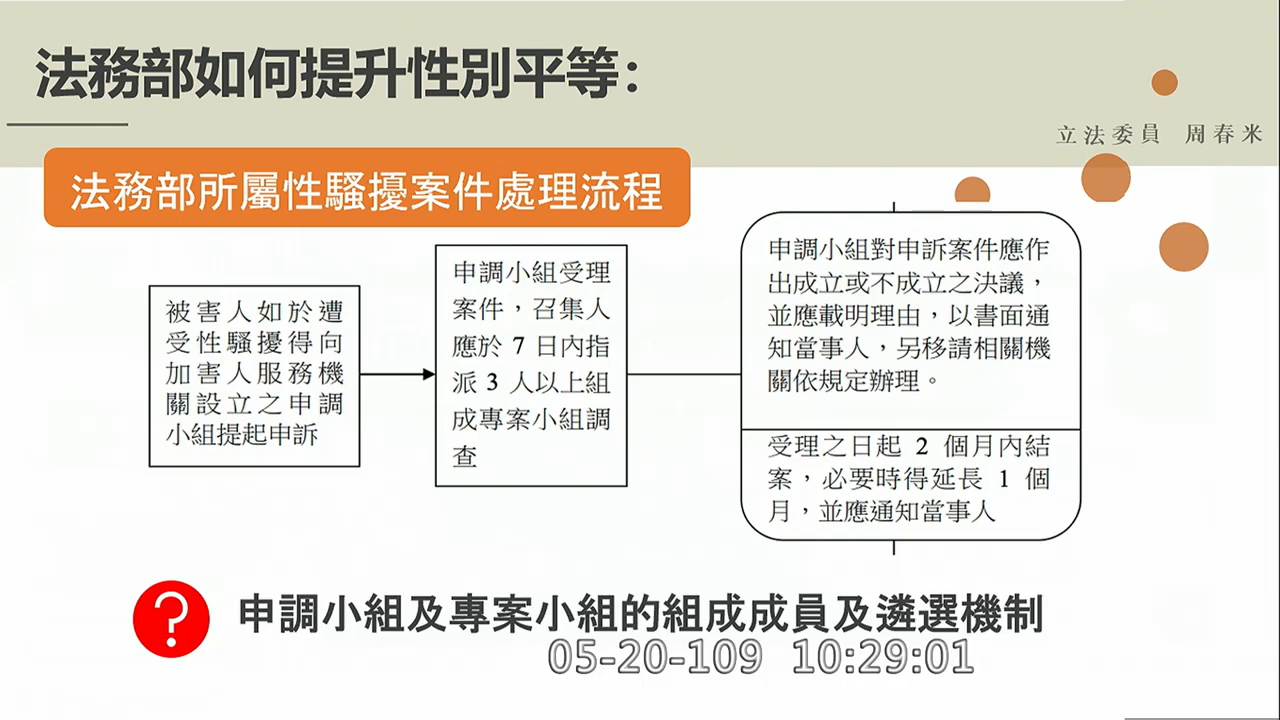 法務部如何提升性別平等：
立法委員 周春米
法務部所屬性騷擾案件處理流程
被害人如於遭
受性騷擾得向
加害人服務機
關設立之申調
小組提起申訴
申調小組受理
案件，召集人
應於 7 日內指
派 3 人以上組
成專案小組調
查
申調小組對申訴案件應作
出成立或不成立之決議，
並應載明理由，以書面通
知當事人，另移請相關機
關依規定辦理。
受理之日起 2 個月內結
案，必要時得延長 1 個
月，並應通知當事人
?
申調小組及專案小組的組成成員及遴選機制
05-20-109 10:29:01